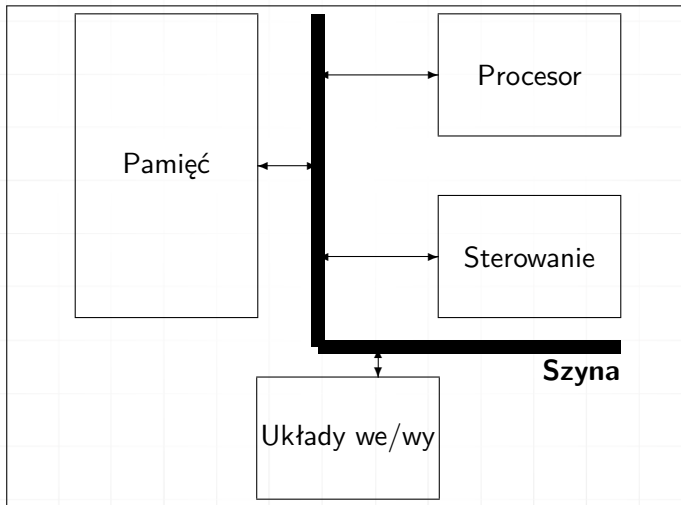 Procesor
Pamięć
Sterowanie
Szyna
Układy we/wy